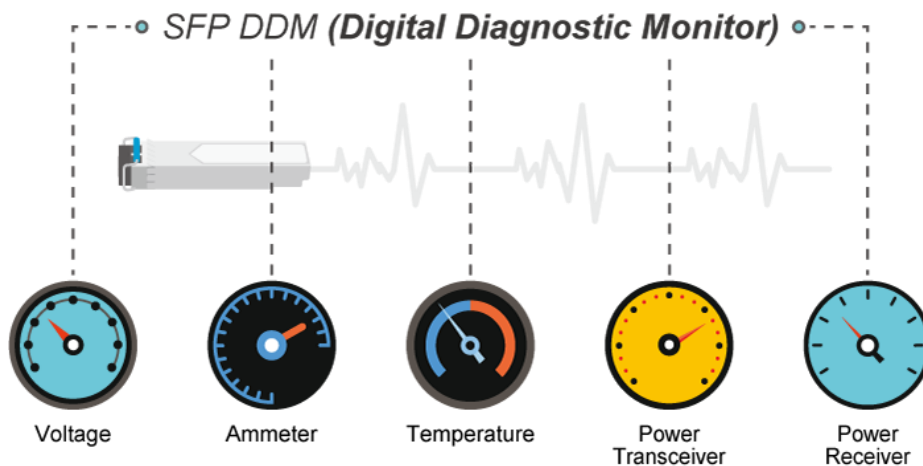 SFP DDM (Digital Diagnostic Monitor)
Voltage
Ammeter
Temperature
Power
Transceiver
Power
Receiver